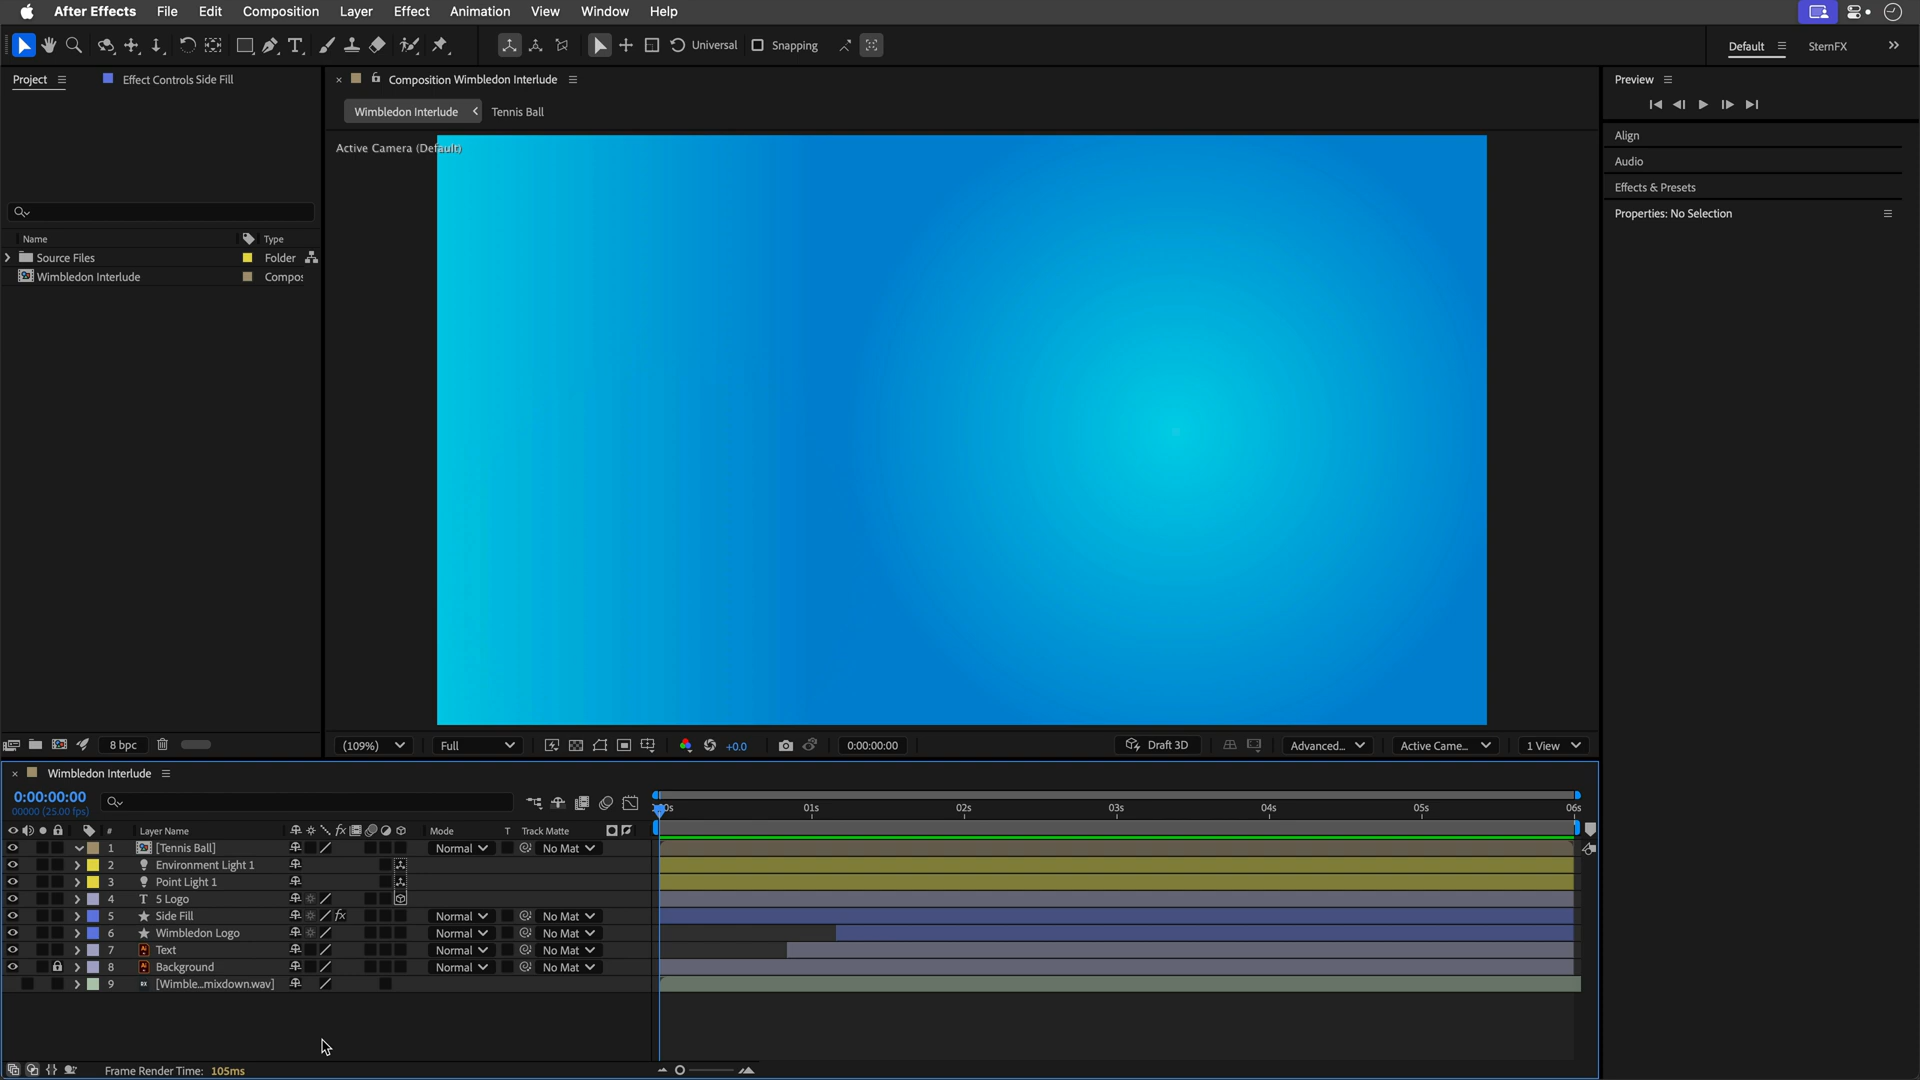 After Effects File Edit Composition Layer Effect Animation View Window Help
Universal Snapping Default SternFX
Project Effect Controls Side Fill Composition Wimbledon Interlude Preview
Wimbledon Interlude Tennis Ball
Active Camera (Default)
Align
Audio
Effects & Presets
Properties: No Selection
Name Type
Source Files Folder
Wimbledon Interlude Compos
8 bpc (109%) Full +0.0 0:00:00:00 Draft 3D Advanced... Active Came... 1 View
Wimbledon Interlude
0:00:00:00
00000 (25.00 fps)
01s 02s 03s 04s 05s 06s
# Layer Name Mode T Track Matte
1 [Tennis Ball] Normal No Mat
2 Environment Light 1
3 Point Light 1
4 T 5 Logo
5 Side Fill fx Normal No Mat
6 Wimbledon Logo Normal No Mat
7 Ai Text Normal No Mat
8 Ai Background Normal No Mat
9 [Wimble...mixdown.wav]
Frame Render Time: 105ms